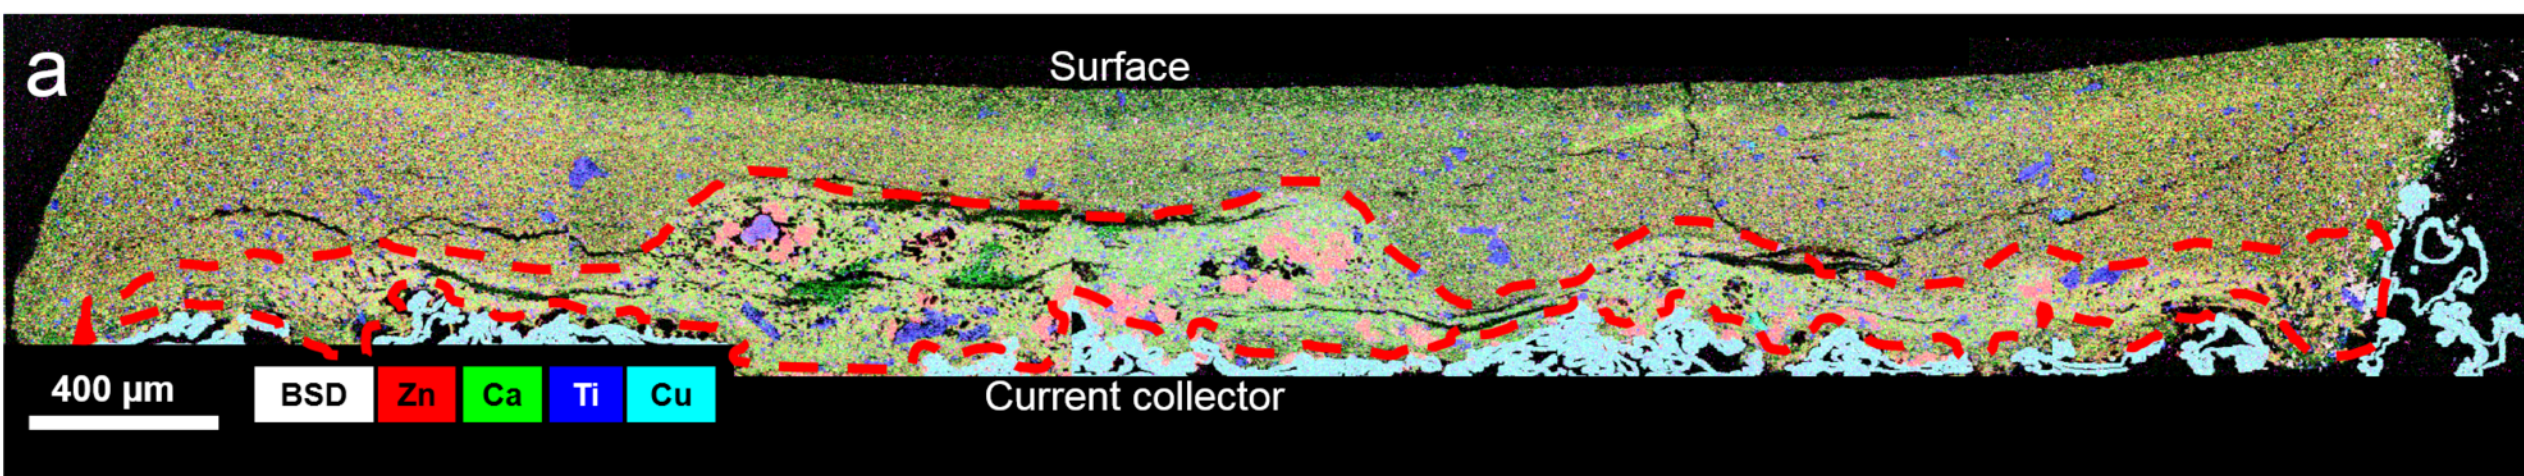 a
Surface
400 µm
BSD Zn Ca Ti Cu
Current collector